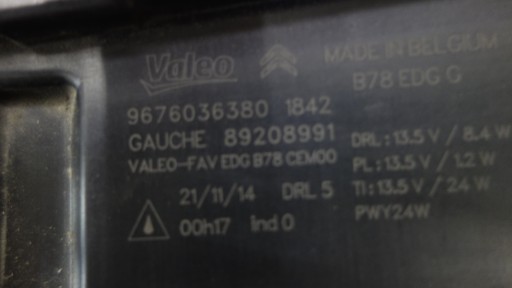 Valeo MADE IN BELGIUM
B78 EDG G
9676036380 1842
GAUCHE 89208991 DRL : 13.5 V / 8.4 W
VALEO-FAV EDG B78 CEM00 PL : 13.5 V / 1.2 W
21/11/14 DRL 5 TI : 13.5 V / 24 W
00h17 Ind 0 PWY24W